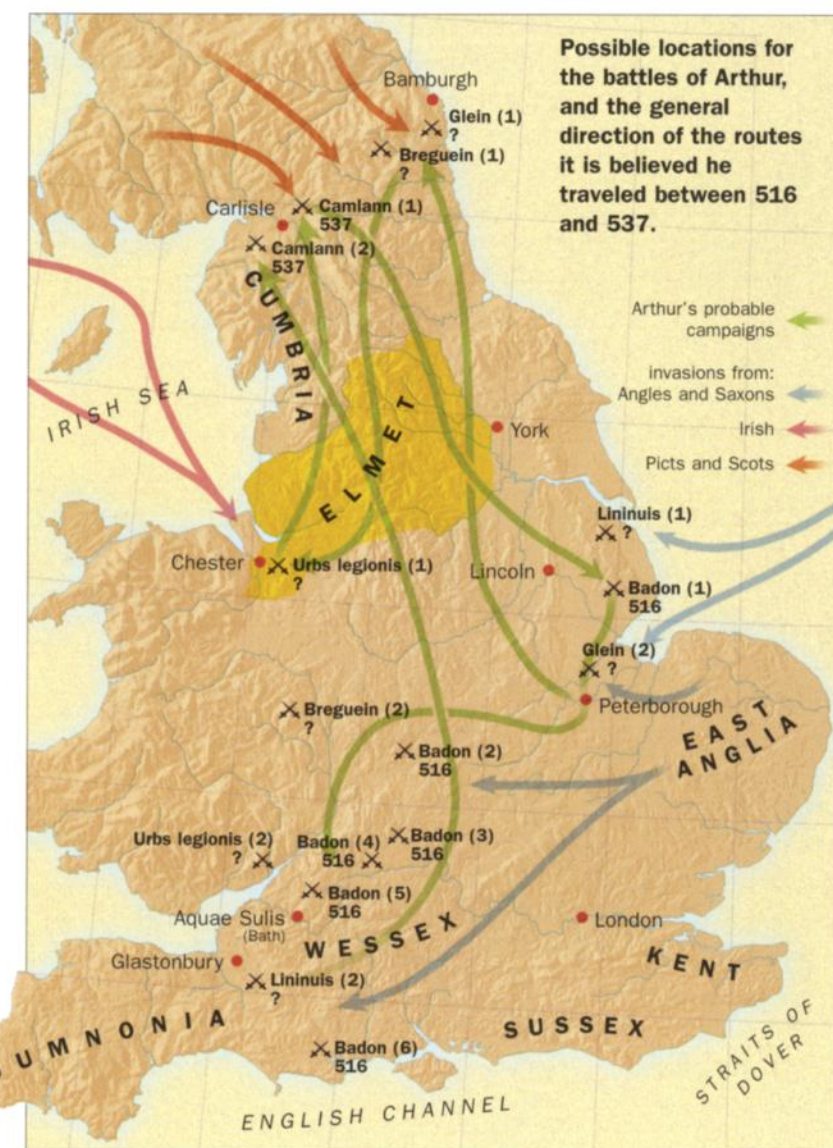 Possible locations for
the battles of Arthur,
and the general
direction of the routes
it is believed he
traveled between 516
and 537.
Bamburgh
Glein (1)
?
Breguein (1)
?
Carlisle
Camlann (1)
537
Camlann (2)
537
CUMBRIA
Arthur's probable
campaigns
invasions from:
Angles and Saxons
Irish
Picts and Scots
IRISH SEA
ELMET
York
Lininuis (1)
?
Chester
Urbs legionis (1)
?
Lincoln
Badon (1)
516
Glein (2)
?
Peterborough
Breguein (2)
?
EAST
ANGLIA
Badon (2)
516
Urbs legionis (2)
?
Badon (4)
516
Badon (3)
516
Badon (5)
516
Aquae Sulis
(Bath)
London
WESSEX
Glastonbury
KENT
Lininuis (2)
?
UMNONIA
SUSSEX
Badon (6)
516
STRAITS OF
DOVER
ENGLISH CHANNEL